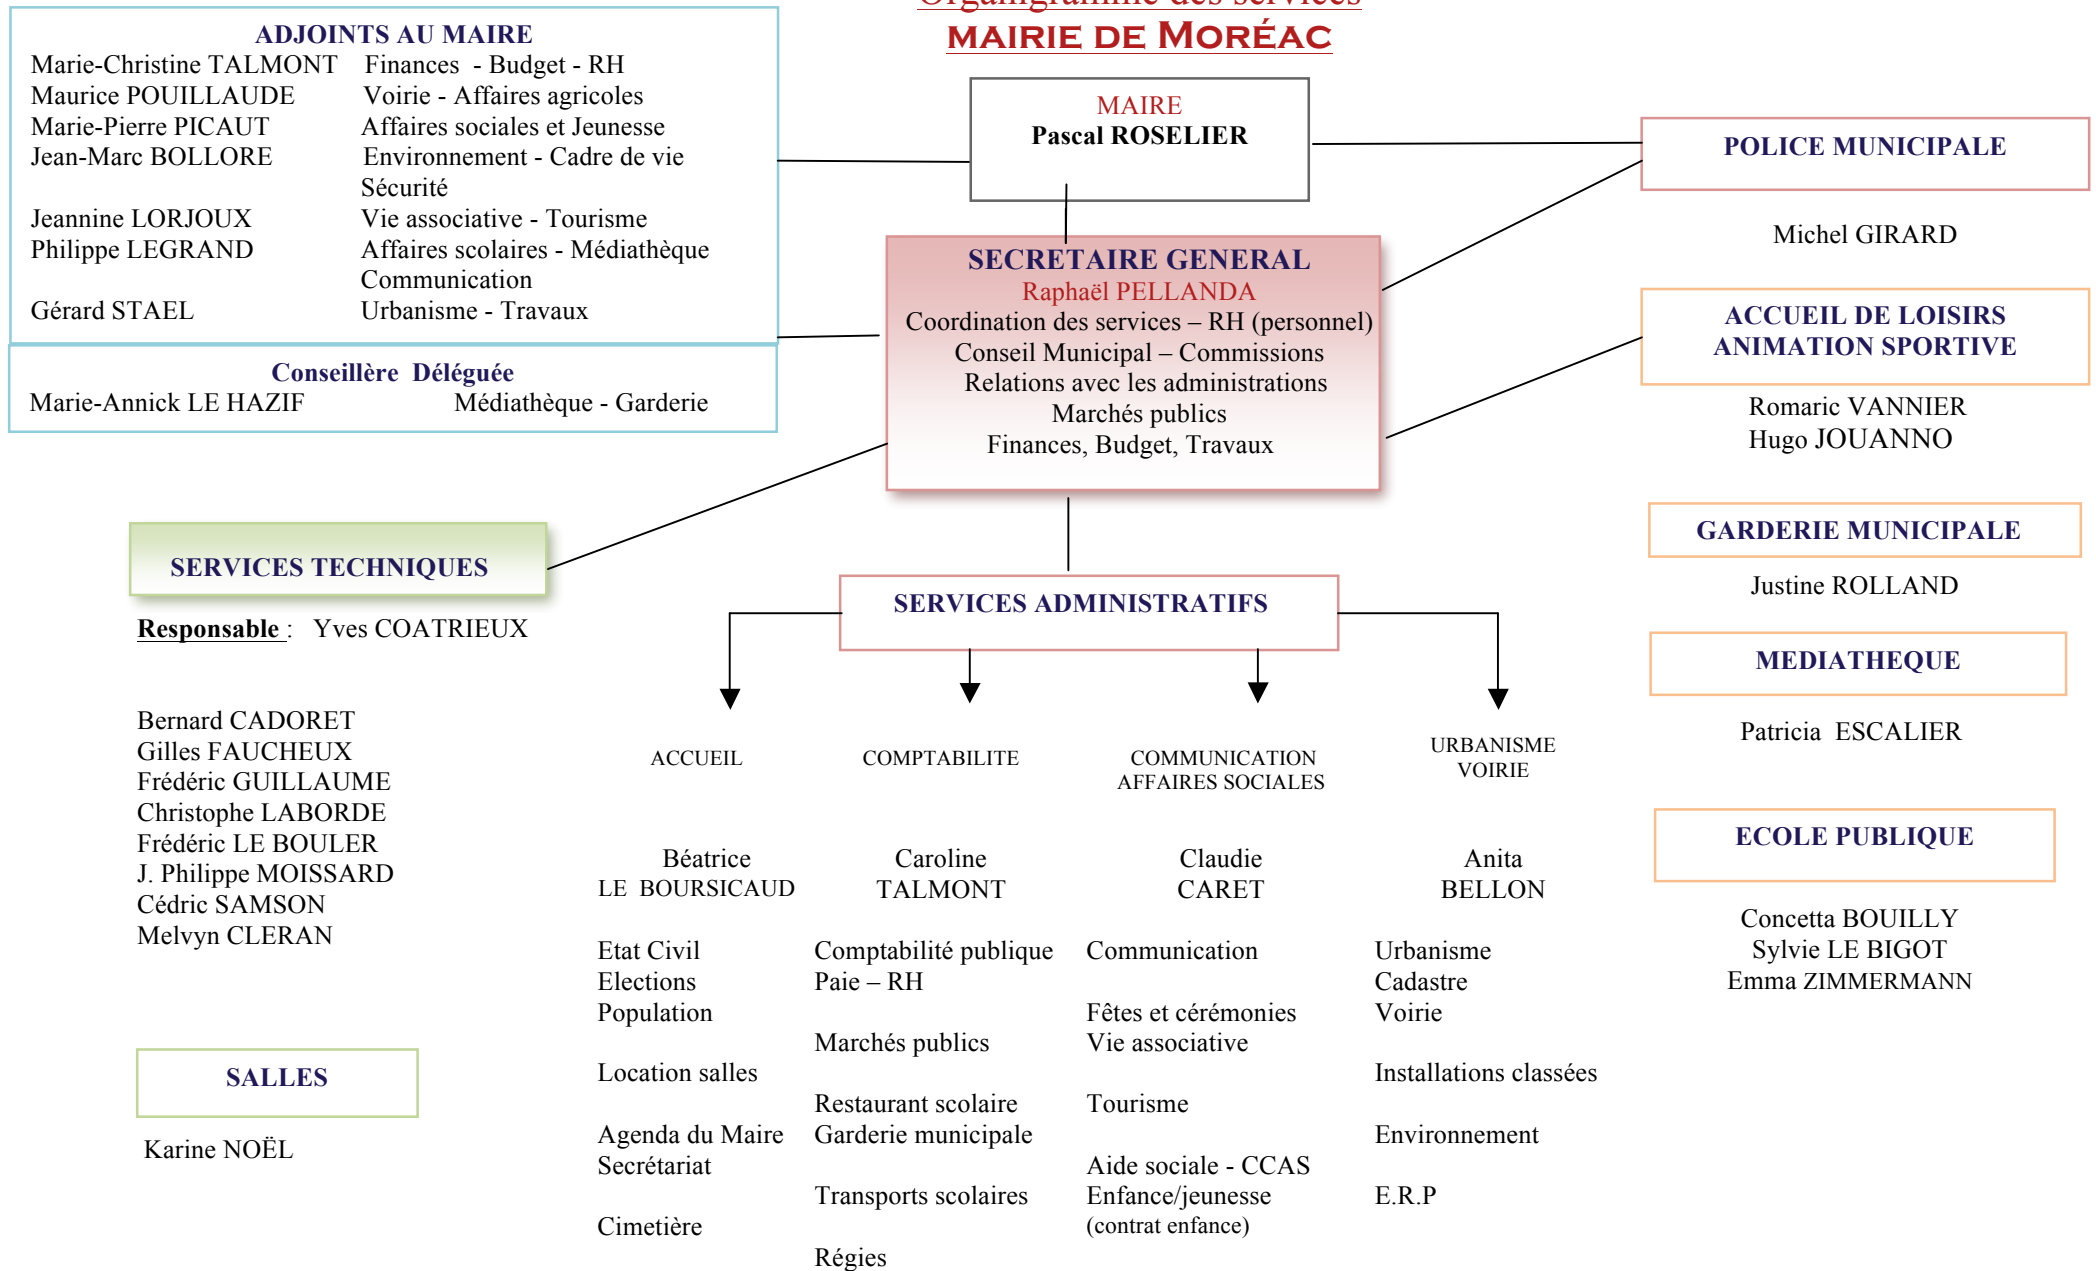 Organigramme des services
MAIRIE DE MORÉAC
ADJOINTS AU MAIRE
Marie-Christine TALMONT Finances - Budget - RH
Maurice POUILLAUDE Voirie - Affaires agricoles
Marie-Pierre PICAUT Affaires sociales et Jeunesse
Jean-Marc BOLLORE Environnement - Cadre de vie
Sécurité
Jeannine LORJOUX Vie associative - Tourisme
Philippe LEGRAND Affaires scolaires - Médiathèque
Communication
Gérard STAEL Urbanisme - Travaux
Conseillère Déléguée
Marie-Annick LE HAZIF Médiathèque - Garderie
MAIRE
Pascal ROSELIER
SECRETAIRE GENERAL
Raphaël PELLANDA
Coordination des services – RH (personnel)
Conseil Municipal – Commissions
Relations avec les administrations
Marchés publics
Finances, Budget, Travaux
POLICE MUNICIPALE
Michel GIRARD
ACCUEIL DE LOISIRS
ANIMATION SPORTIVE
Romaric VANNIER
Hugo JOUANNO
GARDERIE MUNICIPALE
Justine ROLLAND
MEDIATHEQUE
Patricia ESCALIER
ECOLE PUBLIQUE
Concetta BOUILLY
Sylvie LE BIGOT
Emma ZIMMERMANN
SERVICES TECHNIQUES
Responsable : Yves COATRIEUX
Bernard CADORET
Gilles FAUCHEUX
Frédéric GUILLAUME
Christophe LABORDE
Frédéric LE BOULER
J. Philippe MOISSARD
Cédric SAMSON
Melvyn CLERAN
SALLES
Karine NOËL
SERVICES ADMINISTRATIFS
ACCUEIL
Béatrice
LE BOURSICAUD
Etat Civil
Elections
Population
Location salles
Agenda du Maire
Secrétariat
Cimetière
COMPTABILITE
Caroline
TALMONT
Comptabilité publique
Paie – RH
Marchés publics
Restaurant scolaire
Garderie municipale
Transports scolaires
Régies
COMMUNICATION
AFFAIRES SOCIALES
Claudie
CARET
Communication
Fêtes et cérémonies
Vie associative
Tourisme
Aide sociale - CCAS
Enfance/jeunesse
(contrat enfance)
URBANISME
VOIRIE
Anita
BELLON
Urbanisme
Cadastre
Voirie
Installations classées
Environnement
E.R.P